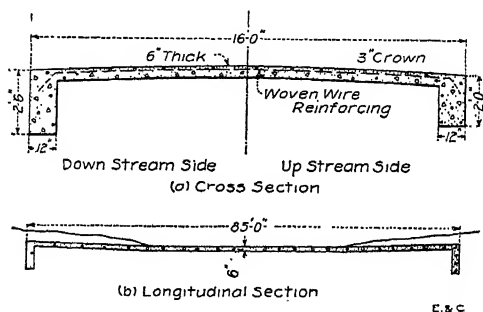 16'-0"
6" Thick
3" Crown
Woven Wire
Reinforcing
2'-6"
2'-0"
12"
12"
Down Stream Side
Up Stream Side
(a) Cross Section
85'-0"
6"
(b) Longitudinal Section
E.&C